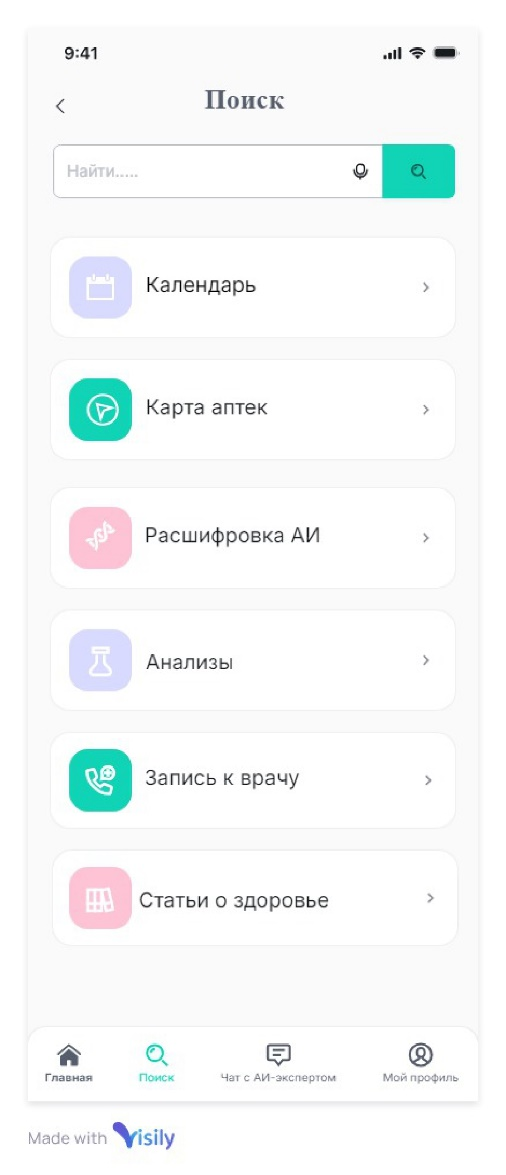 9:41
Поиск
Найти.....
Календарь
Карта аптек
Расшифровка АИ
Анализы
Запись к врачу
Статьи о здоровье
Главная
Поиск
Чат с АИ-экспертом
Мой профиль
Made with Visily